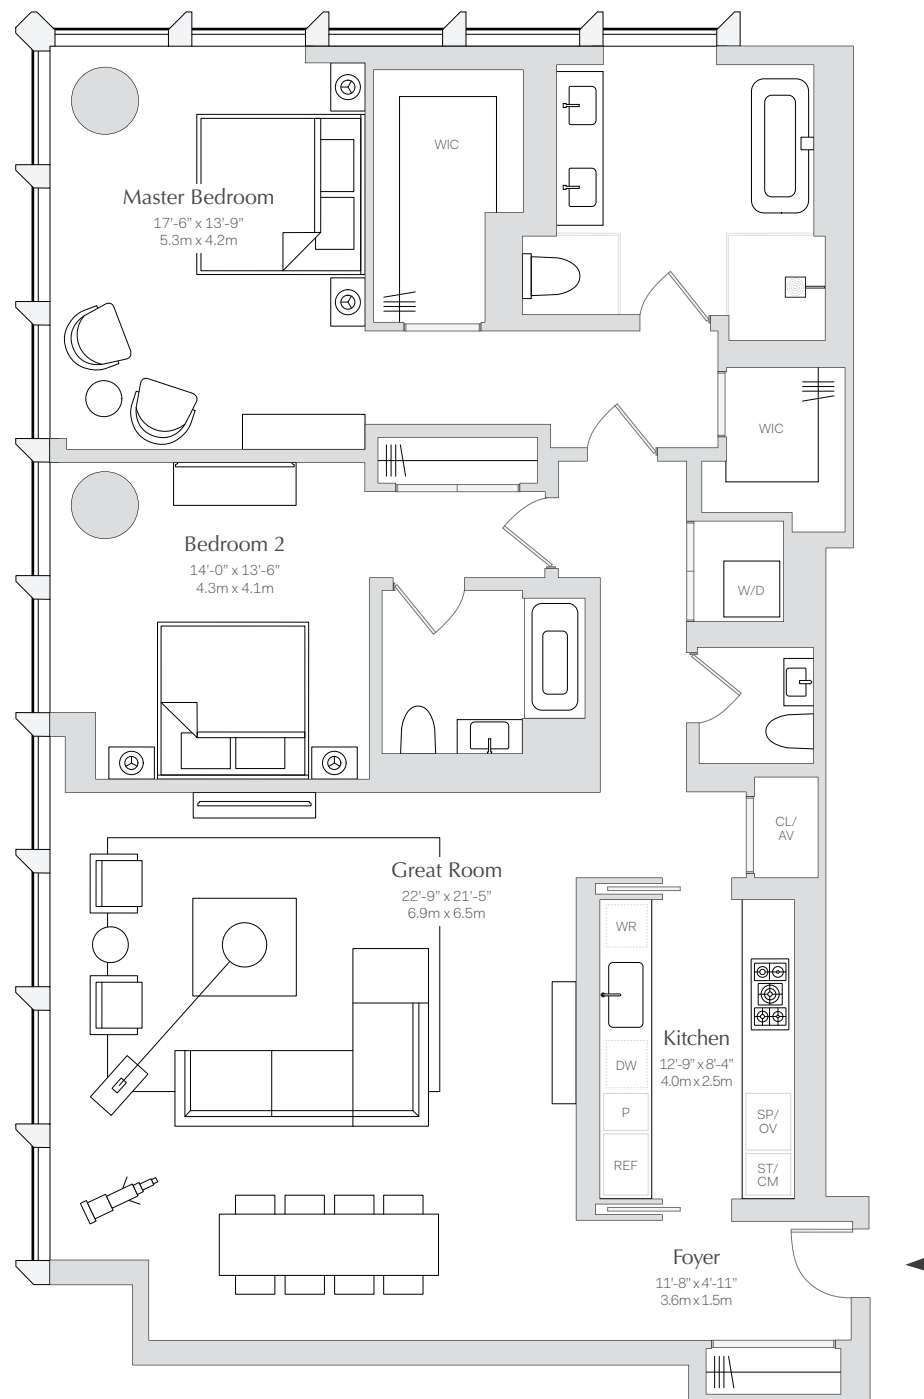 WIC
Master Bedroom
17'-6" x 13'-9"
5.3m x 4.2m
WIC
Bedroom 2
14'-0" x 13'-6"
4.3m x 4.1m
W/D
CL/
AV
Great Room
22'-9" x 21'-5"
6.9m x 6.5m
WR
Kitchen
12'-9" x 8'-4"
4.0m x 2.5m
DW
P
SP/
OV
REF
ST/
CM
Foyer
11'-8" x 4'-11"
3.6m x 1.5m